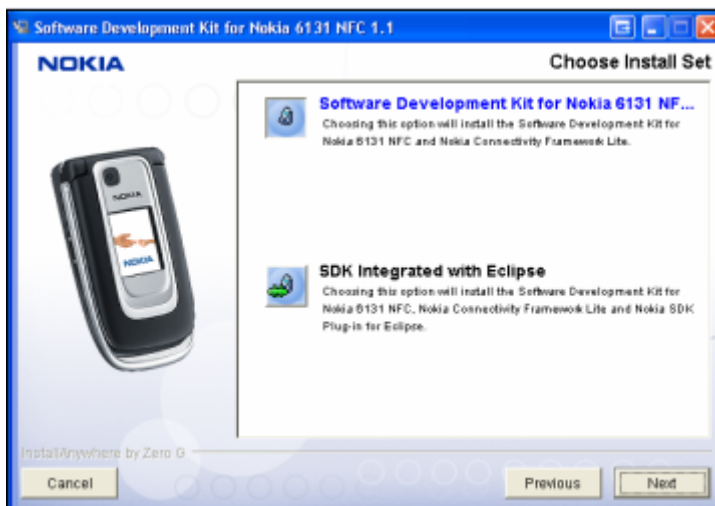 Software Development Kit for Nokia 6131 NFC 1.1
NOKIA
Choose Install Set
Software Development Kit for Nokia 6131 NF...
Choosing this option will install the Software Development Kit for
Nokia 6131 NFC and Nokia Connectivity Framework Lite.
NOKIA
NOKIA
SDK Integrated with Eclipse
Choosing this option will install the Software Development Kit for
Nokia 6131 NFC, Nokia Connectivity Framework Lite and Nokia SDK
Plug-in for Eclipse.
InstallAnywhere by Zero G
Cancel
Previous
Next